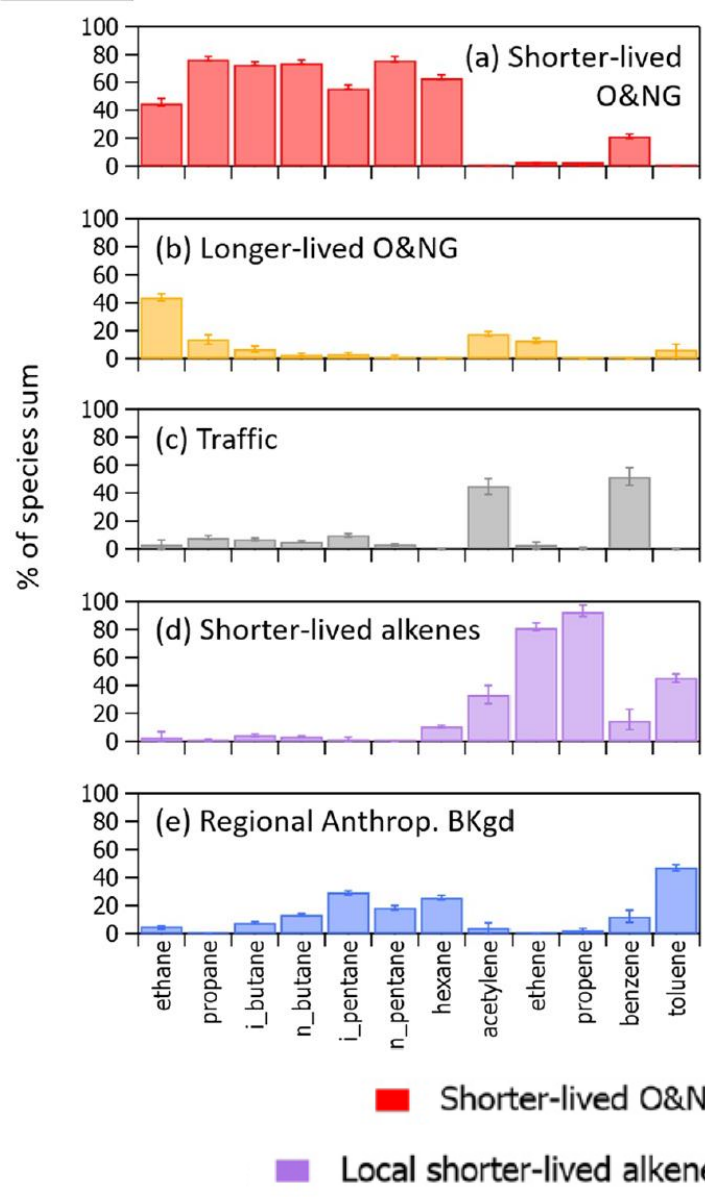 % of species sum
100
80
60
40
20
0
(a) Shorter-lived
O&NG
100
80
60
40
20
0
(b) Longer-lived O&NG
100
80
60
40
20
0
(c) Traffic
100
80
60
40
20
0
(d) Shorter-lived alkenes
100
80
60
40
20
0
(e) Regional Anthrop. BKgd
ethane
propane
i_butane
n_butane
i_pentane
n_pentane
hexane
acetylene
ethene
propene
benzene
toluene
Shorter-lived O&N
Local shorter-lived alkene